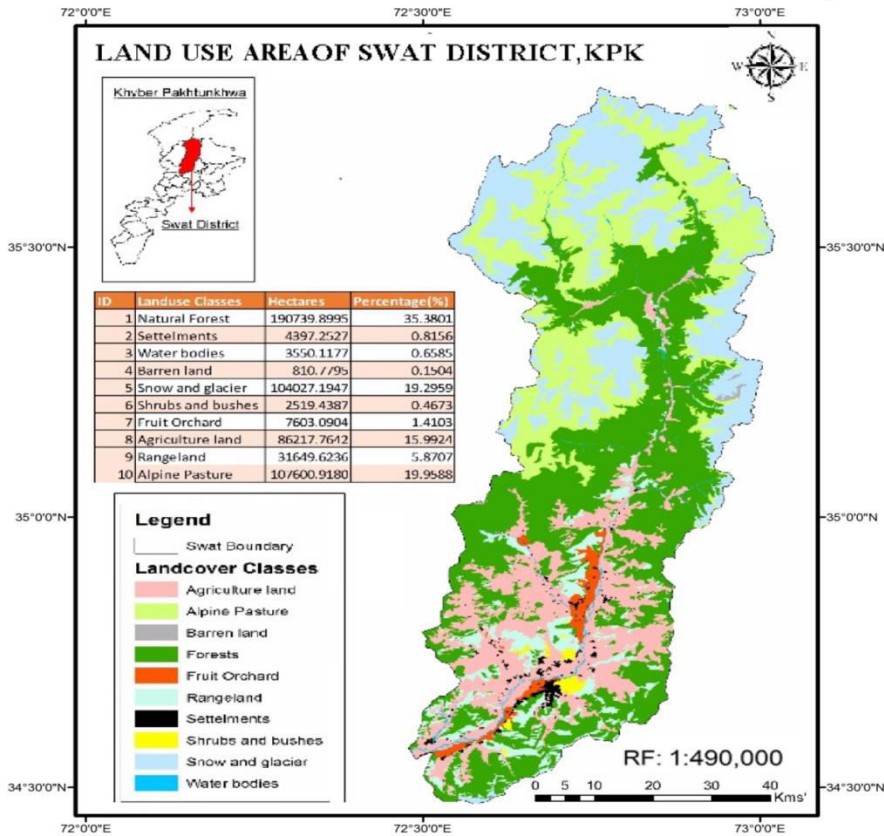 72°0'0"E 72°30'0"E 73°0'0"E
LAND USE AREAOF SWAT DISTRICT,KPK
N
W E
S
Khyber Pakhtunkhwa
Swat District
35°30'0"N 35°30'0"N
ID Landuse Classes Hectares Percentage(%)
1 Natural Forest 190739.8995 35.3801
2 Settelments 4397.2527 0.8156
3 Water bodies 3550.1177 0.6585
4 Barren land 810.7795 0.1504
5 Snow and glacier 104027.1947 19.2959
6 Shrubs and bushes 2519.4387 0.4673
7 Fruit Orchard 7603.0904 1.4103
8 Agriculture land 86217.7642 15.9924
9 Rangeland 31649.6236 5.8707
10 Alpine Pasture 107600.9180 19.9588
35°0'0"N 35°0'0"N
Legend
Swat Boundary
Landcover Classes
Agriculture land
Alpine Pasture
Barren land
Forests
Fruit Orchard
Rangeland
Settelments
Shrubs and bushes
Snow and glacier
Water bodies
RF: 1:490,000
0 5 10 20 30 40
Kms'
34°30'0"N 34°30'0"N
72°0'0"E 72°30'0"E 73°0'0"E